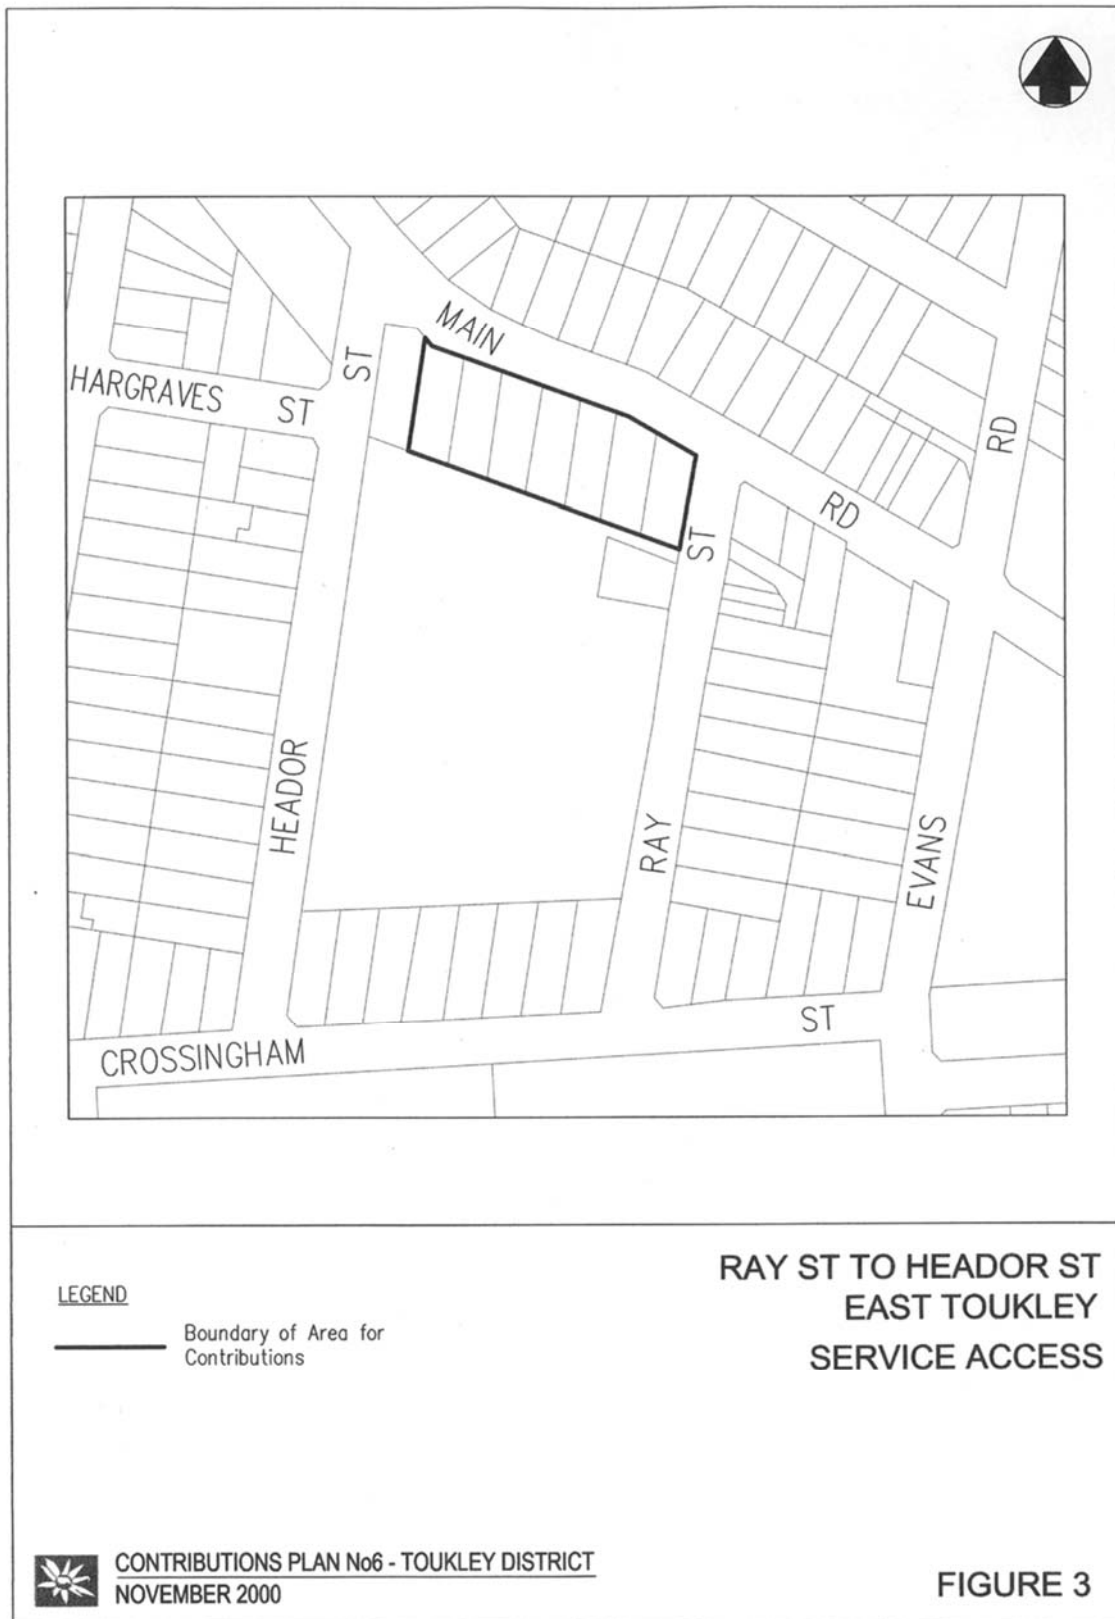 MAIN
ST
HARGRAVES
ST
RD
RD
ST
HEADOR
RAY
EVANS
ST
CROSSINGHAM
LEGEND
Boundary of Area for
Contributions
RAY ST TO HEADOR ST
EAST TOUKLEY
SERVICE ACCESS
CONTRIBUTIONS PLAN No6 - TOUKLEY DISTRICT
NOVEMBER 2000
FIGURE 3